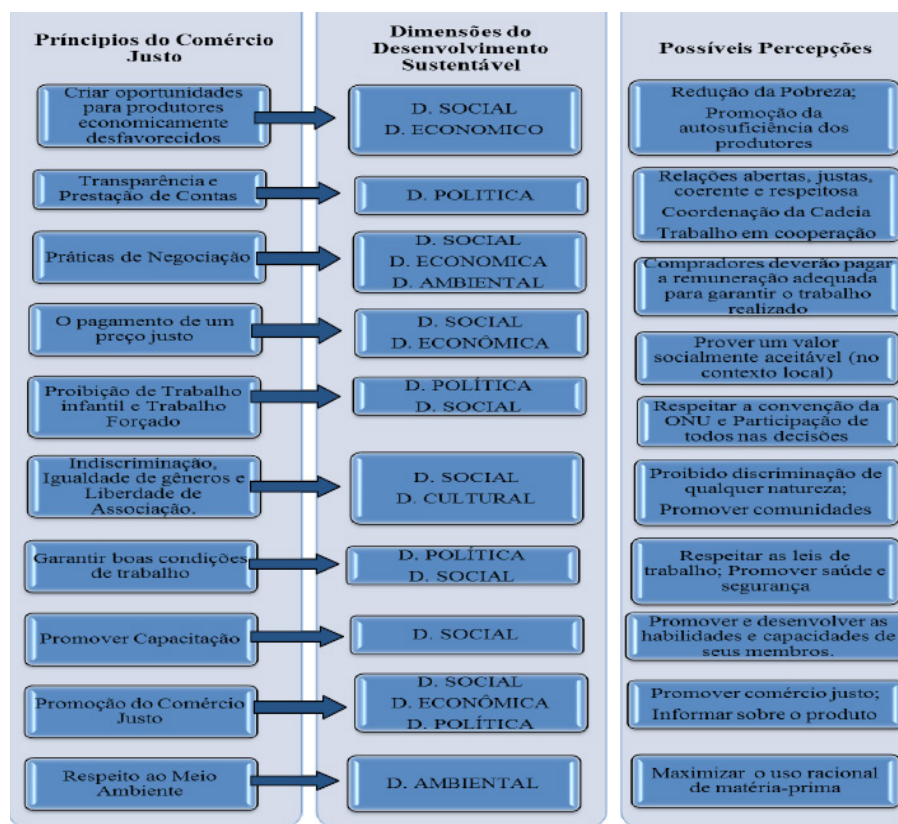 Príncipios do Comércio
Justo
Criar oportunidades
para produtores
economicamente
desfavorecidos
Transparência e
Prestação de Contas
Práticas de Negociação
O pagamento de um
preço justo
Proibição de Trabalho
infantil e Trabalho
Forçado
Indiscriminação,
Igualdade de gêneros e
Liberdade de
Associação.
Garantir boas condições
de trabalho
Promover Capacitação
Promoção do Comércio
Justo
Respeito ao Meio
Ambiente
Dimensões do
Desenvolvimento
Sustentável
D. SOCIAL
D. ECONOMICO
D. POLITICA
D. SOCIAL
D. ECONOMICA
D. AMBIENTAL
D. SOCIAL
D. ECONÔMICA
D. POLÍTICA
D. SOCIAL
D. SOCIAL
D. CULTURAL
D. POLÍTICA
D. SOCIAL
D. SOCIAL
D. SOCIAL
D. ECONÔMICA
D. POLÍTICA
D. AMBIENTAL
Possíveis Percepções
Redução da Pobreza;
Promoção da
autosuficiência dos
produtores
Relações abertas, justas,
coerente e respeitosa
Coordenação da Cadeia
Trabalho em cooperação
Compradores deverão pagar
a remuneração adequada
para garantir o trabalho
realizado
Prover um valor
socialmente aceitável (no
contexto local)
Respeitar a convenção da
ONU e Participação de
todos nas decisões
Proibido discriminação de
qualquer natureza;
Promover comunidades
Respeitar as leis de
trabalho; Promover saúde e
segurança
Promover e desenvolver as
habilidades e capacidades de
seus membros.
Promover comércio justo;
Informar sobre o produto
Maximizar o uso racional
de matéria-prima